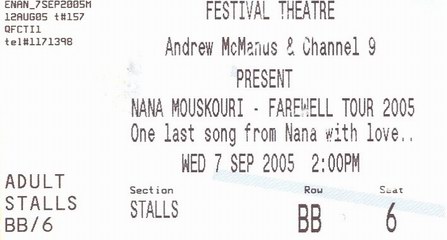 ENAN_7SEP2005M
12AUG05 t#157
QFCTI1
tel#1171398
FESTIVAL THEATRE
Andrew McManus & Channel 9
PRESENT
NANA MOUSKOURI - FAREWELL TOUR 2005
One last song from Nana with love..
WED 7 SEP 2005 2:00PM
ADULT
STALLS
BB/6
Section Row Seat
STALLS BB 6